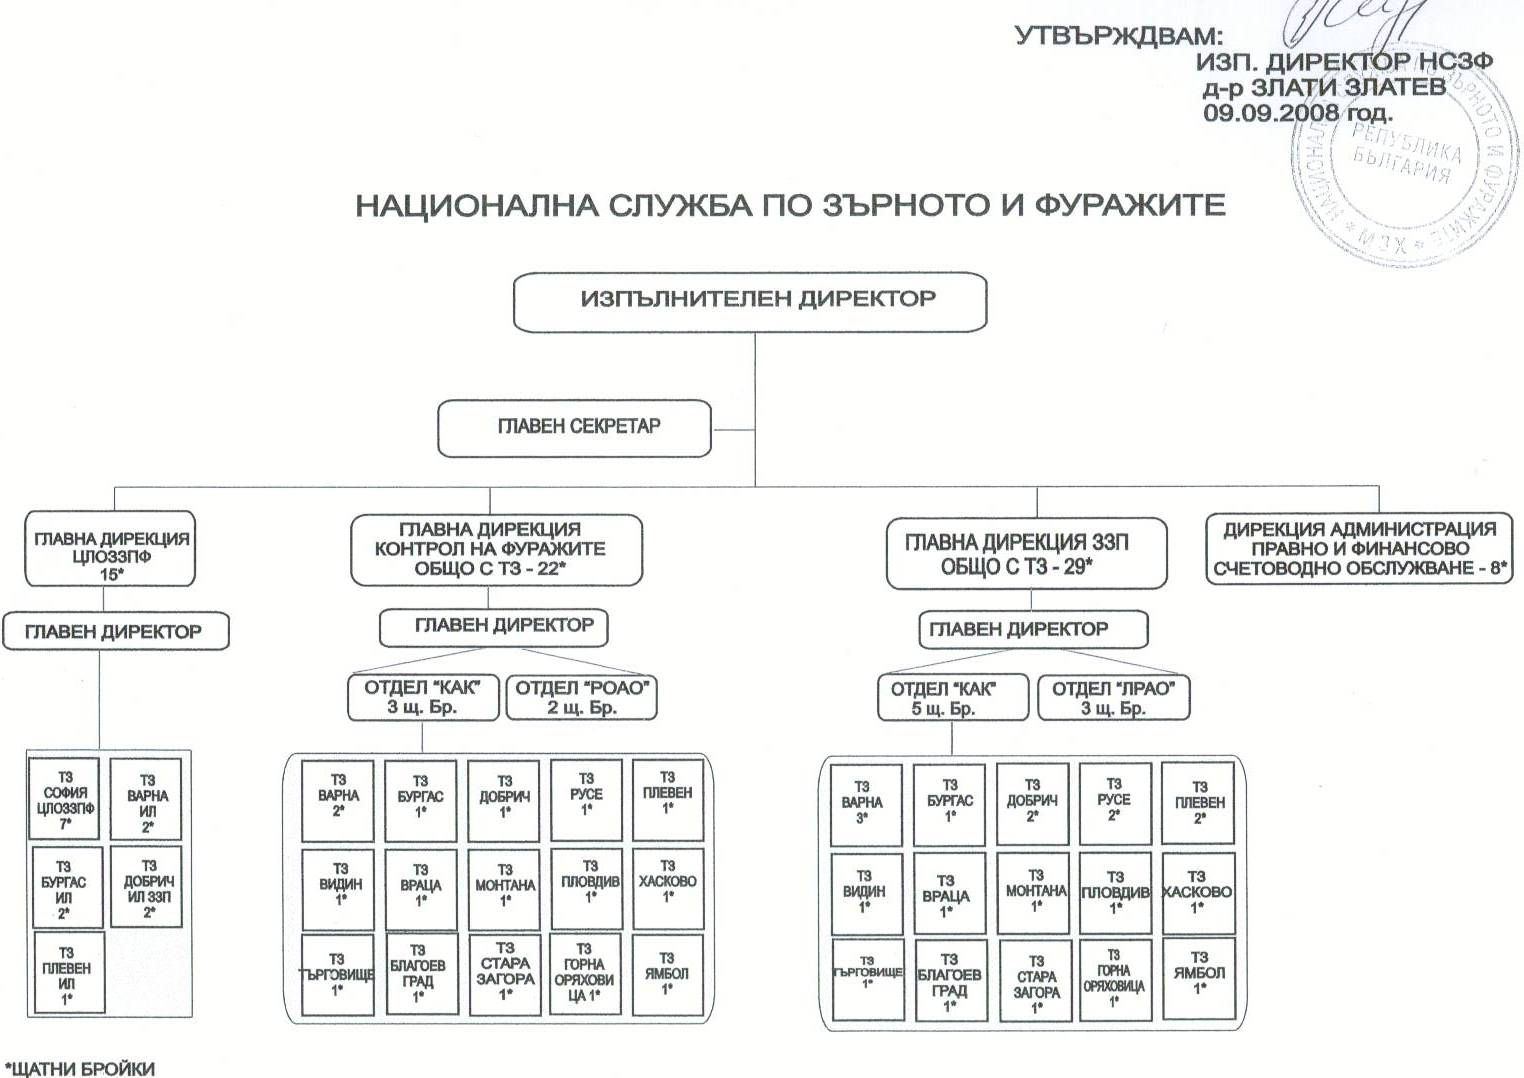 УТВЪРЖДВАМ:
ИЗП. ДИРЕКТОР НСЗФ
д-р ЗЛАТИ ЗЛАТЕВ
09.09.2008 год.
НАЦИОНАЛНА СЛУЖБА ПО ЗЪРНОТО И ФУРАЖИТЕ * МЗХ *
РЕПУБЛИКА
БЪЛГАРИЯ
НАЦИОНАЛНА СЛУЖБА ПО ЗЪРНОТО И ФУРАЖИТЕ
ИЗПЪЛНИТЕЛЕН ДИРЕКТОР
ГЛАВЕН СЕКРЕТАР
ГЛАВНА ДИРЕКЦИЯ
ЦЛОЗЗПФ
15*
ГЛАВЕН ДИРЕКТОР
ТЗ
СОФИЯ
ЦЛОЗЗПФ
7*
ТЗ
ВАРНА
ИЛ
2*
ТЗ
БУРГАС
ИЛ
2*
ТЗ
ДОБРИЧ
ИЛ ЗЗП
2*
ТЗ
ПЛЕВЕН
ИЛ
1*
ГЛАВНА ДИРЕКЦИЯ
КОНТРОЛ НА ФУРАЖИТЕ
ОБЩО С ТЗ - 22*
ГЛАВЕН ДИРЕКТОР
ОТДЕЛ “КАК”
3 щ. Бр.
ОТДЕЛ “РОАО”
2 щ. Бр.
ТЗ
ВАРНА
2*
ТЗ
БУРГАС
1*
ТЗ
ДОБРИЧ
1*
ТЗ
РУСЕ
1*
ТЗ
ПЛЕВЕН
1*
ТЗ
ВИДИН
1*
ТЗ
ВРАЦА
1*
ТЗ
МОНТАНА
1*
ТЗ
ПЛОВДИВ
1*
ТЗ
ХАСКОВО
1*
ТЗ
ТЪРГОВИЩЕ
1*
ТЗ
БЛАГОЕВ
ГРАД
1*
ТЗ
СТАРА
ЗАГОРА
1*
ТЗ
ГОРНА
ОРЯХОВИ
ЦА 1*
ТЗ
ЯМБОЛ
1*
ГЛАВНА ДИРЕКЦИЯ ЗЗП
ОБЩО С ТЗ - 29*
ГЛАВЕН ДИРЕКТОР
ОТДЕЛ “КАК”
5 щ. Бр.
ОТДЕЛ “ЛРАО”
3 щ. Бр.
ТЗ
ВАРНА
3*
ТЗ
БУРГАС
1*
ТЗ
ДОБРИЧ
2*
ТЗ
РУСЕ
2*
ТЗ
ПЛЕВЕН
2*
ТЗ
ВИДИН
1*
ТЗ
ВРАЦА
1*
ТЗ
МОНТАНА
1*
ТЗ
ПЛОВДИВ
1*
ТЗ
ХАСКОВО
1*
ТЗ
ТЪРГОВИЩЕ
1*
ТЗ
БЛАГОЕВ
ГРАД
1*
ТЗ
СТАРА
ЗАГОРА
1*
ТЗ
ГОРНА
ОРЯХОВИЦА
1*
ТЗ
ЯМБОЛ
1*
ДИРЕКЦИЯ АДМИНИСТРАЦИЯ
ПРАВНО И ФИНАНСОВО
СЧЕТОВОДНО ОБСЛУЖВАНЕ - 8*
*ЩАТНИ БРОЙКИ